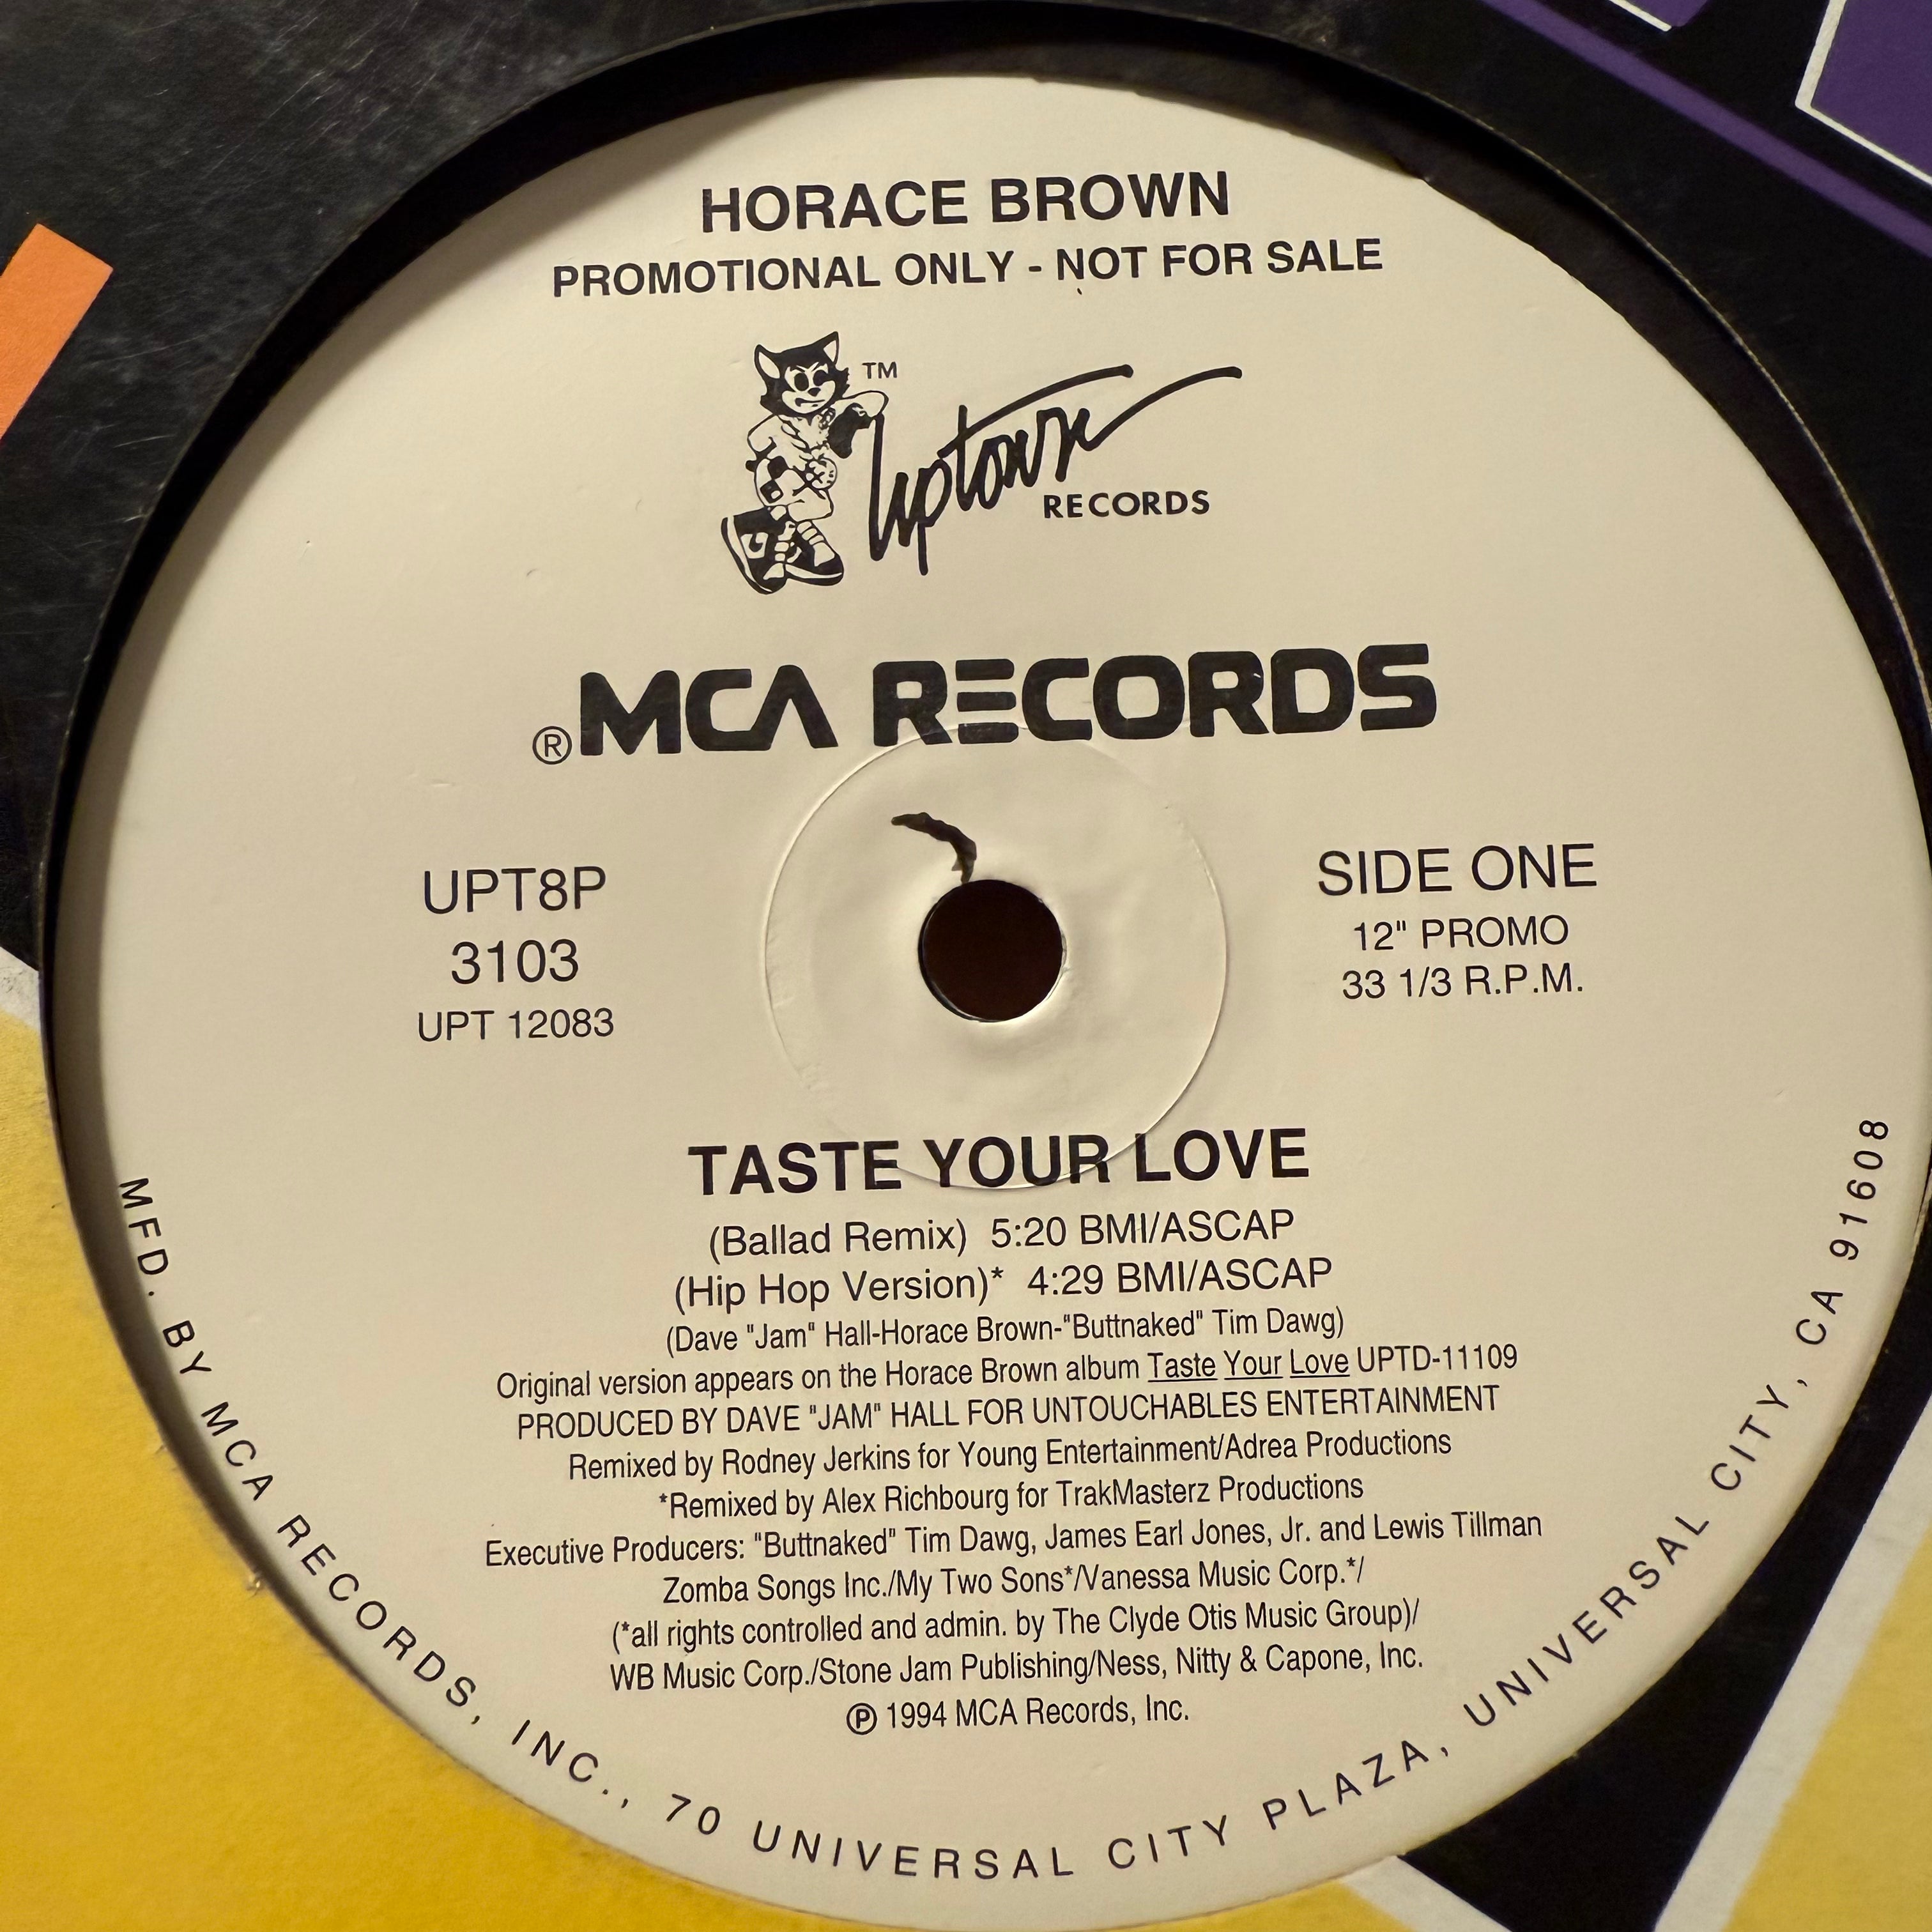 HORACE BROWN
PROMOTIONAL ONLY - NOT FOR SALE
TM
Uptown
RECORDS
®MCA RECORDS
UPT8P
3103
UPT 12083
SIDE ONE
12" PROMO
33 1/3 R.P.M.
TASTE YOUR LOVE
(Ballad Remix) 5:20 BMI/ASCAP
(Hip Hop Version)* 4:29 BMI/ASCAP
(Dave "Jam" Hall-Horace Brown-"Buttnaked" Tim Dawg)
Original version appears on the Horace Brown album Taste Your Love UPTD-11109
PRODUCED BY DAVE "JAM" HALL FOR UNTOUCHABLES ENTERTAINMENT
Remixed by Rodney Jerkins for Young Entertainment/Adrea Productions
*Remixed by Alex Richbourg for TrakMasterz Productions
Executive Producers: "Buttnaked" Tim Dawg, James Earl Jones, Jr. and Lewis Tillman
Zomba Songs Inc./My Two Sons*/Vanessa Music Corp.*/
(*all rights controlled and admin. by The Clyde Otis Music Group)/
WB Music Corp./Stone Jam Publishing/Ness, Nitty & Capone, Inc.
℗ 1994 MCA Records, Inc.
MFD. BY MCA RECORDS, INC., 70 UNIVERSAL CITY PLAZA, UNIVERSAL CITY, CA 91608